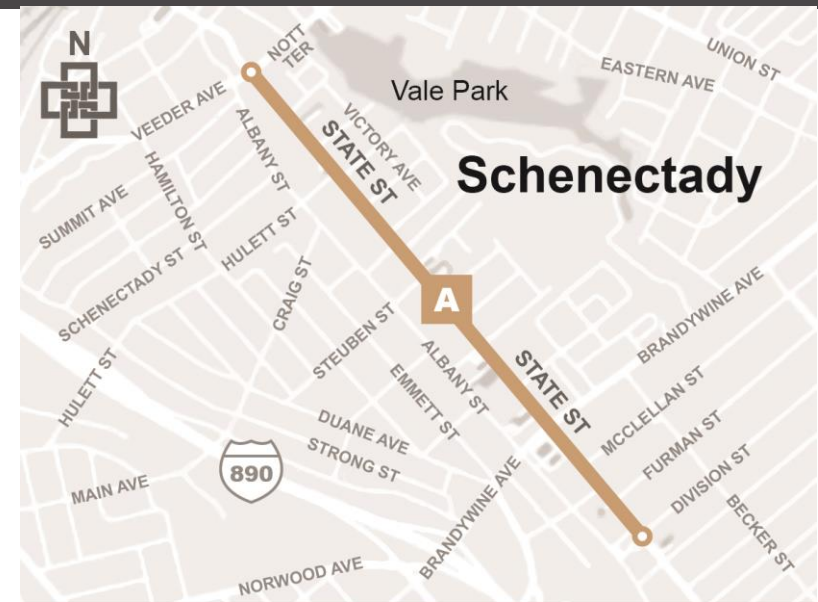 N
NOTT
TER
UNION ST
EASTERN AVE
Vale Park
VEEDER AVE
ALBANY ST
VICTORY AVE
STATE ST
Schenectady
HAMILTON ST
SUMMIT AVE
HULETT ST
SCHENECTADY ST
CRAIG ST
A
BRANDYWINE AVE
STEUBEN ST
ALBANY ST
STATE ST
HULETT ST
EMMETT ST
MCCLELLAN ST
DUANE AVE
FURMAN ST
STRONG ST
890
DIVISION ST
MAIN AVE
BRANDYWINE AVE
BECKER ST
NORWOOD AVE